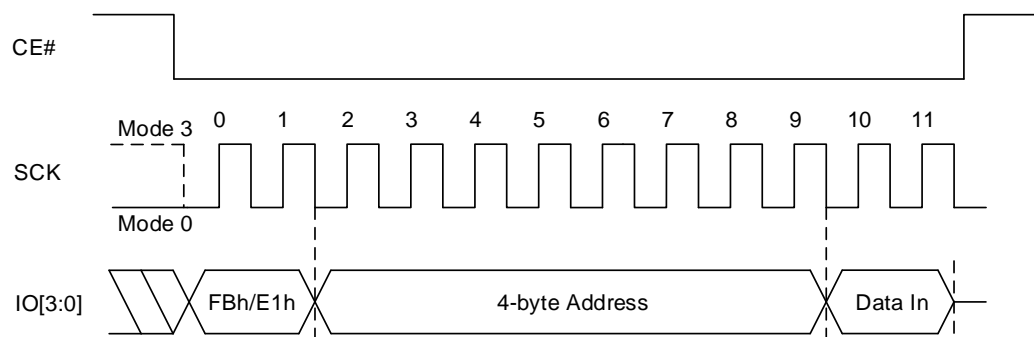 CE#
Mode 3
0 1 2 3 4 5 6 7 8 9 10 11
SCK
Mode 0
IO[3:0]
FBh/E1h
4-byte Address
Data In